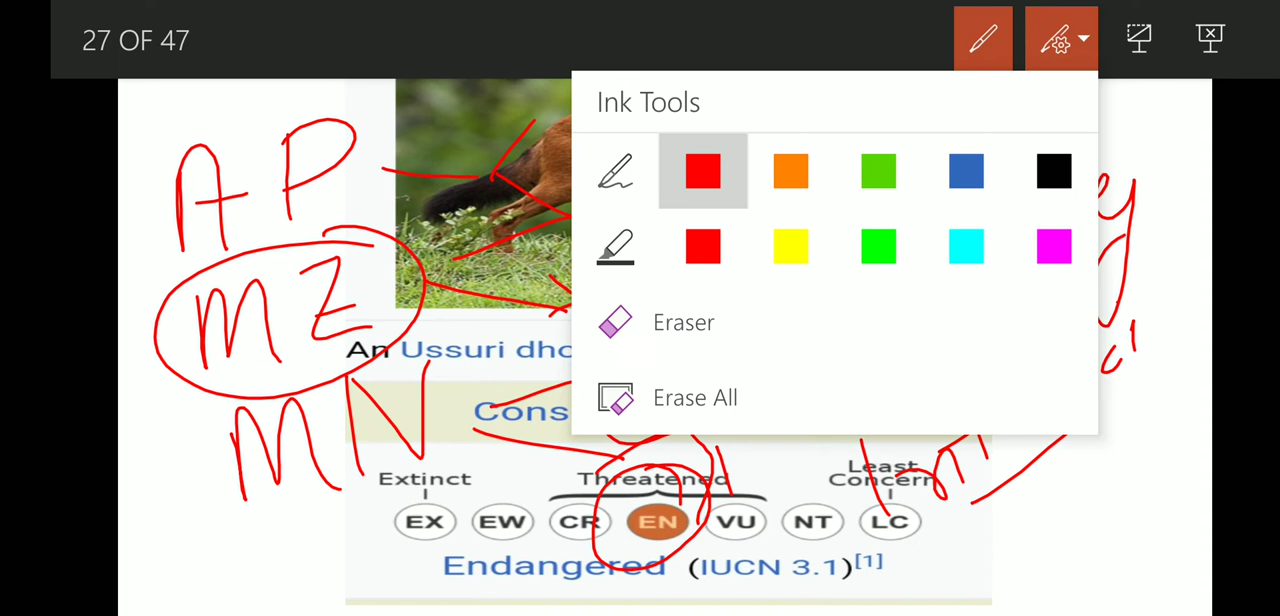 27 OF 47
Ink Tools
Eraser
Erase All
AP
MZ
MN
An Ussuri dho
Cons
Extinct
Threatened
Least
Concern
EX EW CR EN VU NT LC
Endangered (IUCN 3.1)[1]